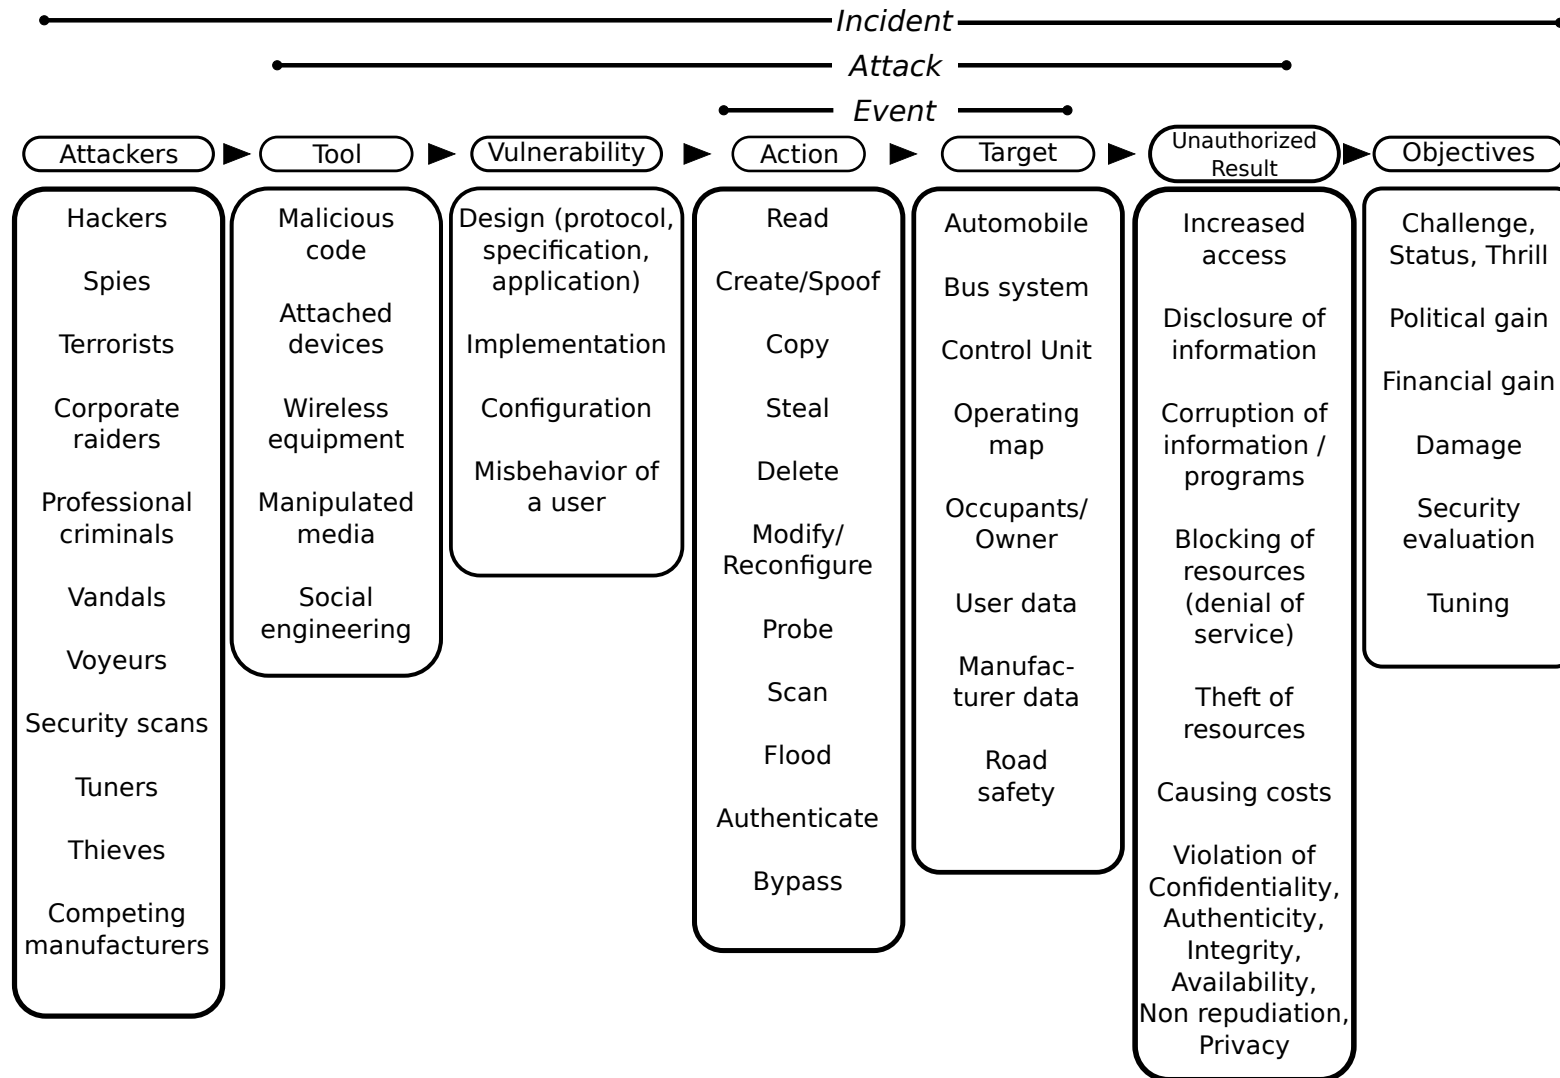 Incident
Attack
Event
Attackers
Tool
Vulnerability
Action
Target
Unauthorized
Result
Objectives
Hackers
Spies
Terrorists
Corporate
raiders
Professional
criminals
Vandals
Voyeurs
Security scans
Tuners
Thieves
Competing
manufacturers
Malicious
code
Attached
devices
Wireless
equipment
Manipulated
media
Social
engineering
Design (protocol,
specification,
application)
Implementation
Configuration
Misbehavior of
a user
Read
Create/Spoof
Copy
Steal
Delete
Modify/
Reconfigure
Probe
Scan
Flood
Authenticate
Bypass
Automobile
Bus system
Control Unit
Operating
map
Occupants/
Owner
User data
Manufac-
turer data
Road
safety
Increased
access
Disclosure of
information
Corruption of
information /
programs
Blocking of
resources
(denial of
service)
Theft of
resources
Causing costs
Violation of
Confidentiality,
Authenticity,
Integrity,
Availability,
Non repudiation,
Privacy
Challenge,
Status, Thrill
Political gain
Financial gain
Damage
Security
evaluation
Tuning